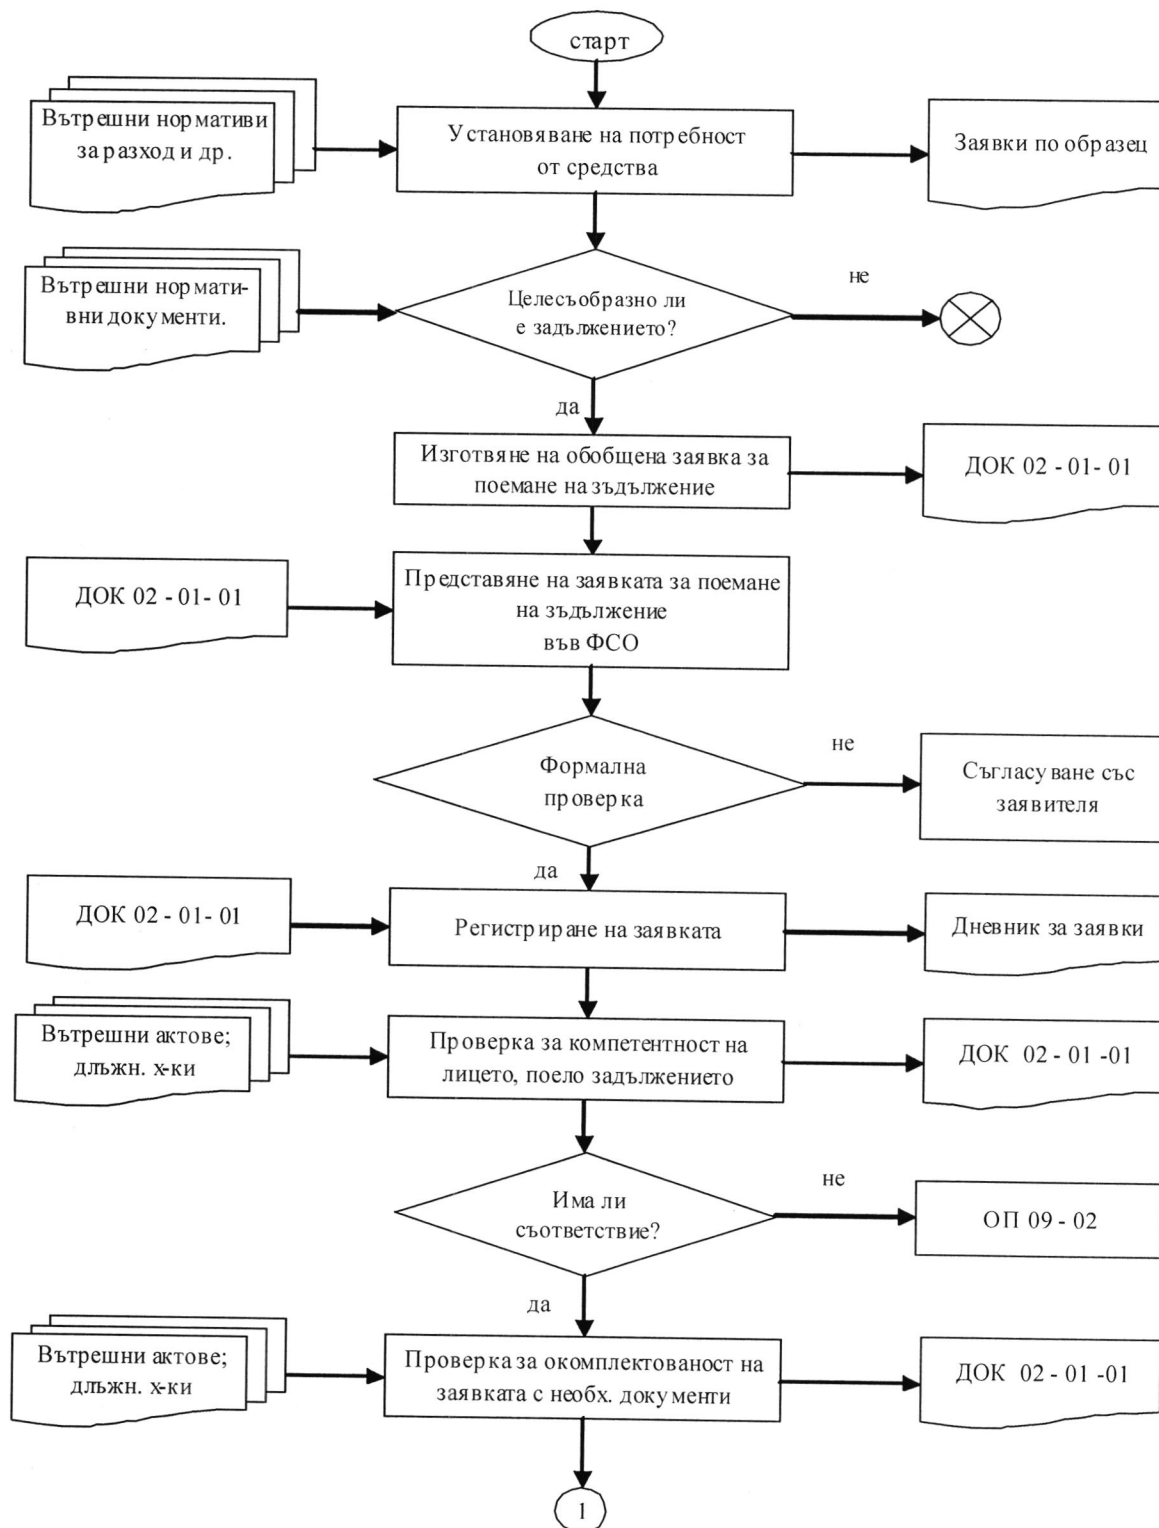 старт
Вътрешни нормативи
за разход и др.
Установяване на потребност
от средства
Заявки по образец
Вътрешни нормати-
вни документи.
Целесъобразно ли
е задължението?
не
да
Изготвяне на обобщена заявка за
поемане на зъдължение
ДОК 02 - 01- 01
ДОК 02 - 01- 01
Представяне на заявката за поемане
на зъдължение
във ФСО
Формална
проверка
не
Съгласуване със
заявителя
да
ДОК 02 - 01- 01
Регистриране на заявката
Дневник за заявки
Вътрешни актове;
длъжн. х-ки
Проверка за компетентност на
лицето, поело задължението
ДОК 02 - 01 -01
Има ли
съответствие?
не
ОП 09 - 02
да
Вътрешни актове;
длъжн. х-ки
Проверка за окомплектованост на
заявката с необх. документи
ДОК 02 - 01 -01
1